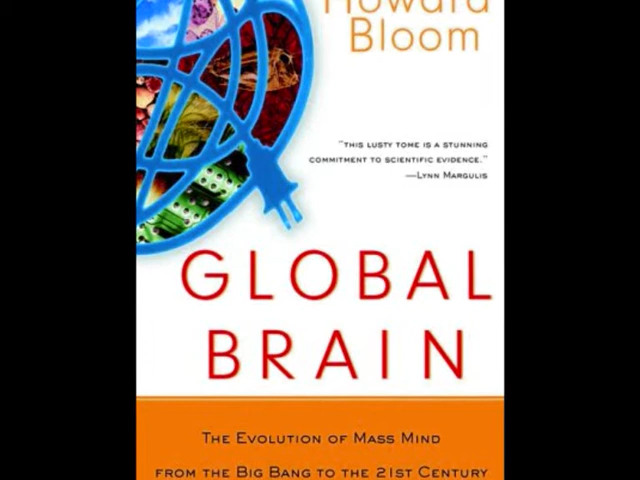 Howard
Bloom
"THIS LUSTY TOME IS A STUNNING
COMMITMENT TO SCIENTIFIC EVIDENCE."
—LYNN MARGULIS
GLOBAL
BRAIN
THE EVOLUTION OF MASS MIND
FROM THE BIG BANG TO THE 21ST CENTURY